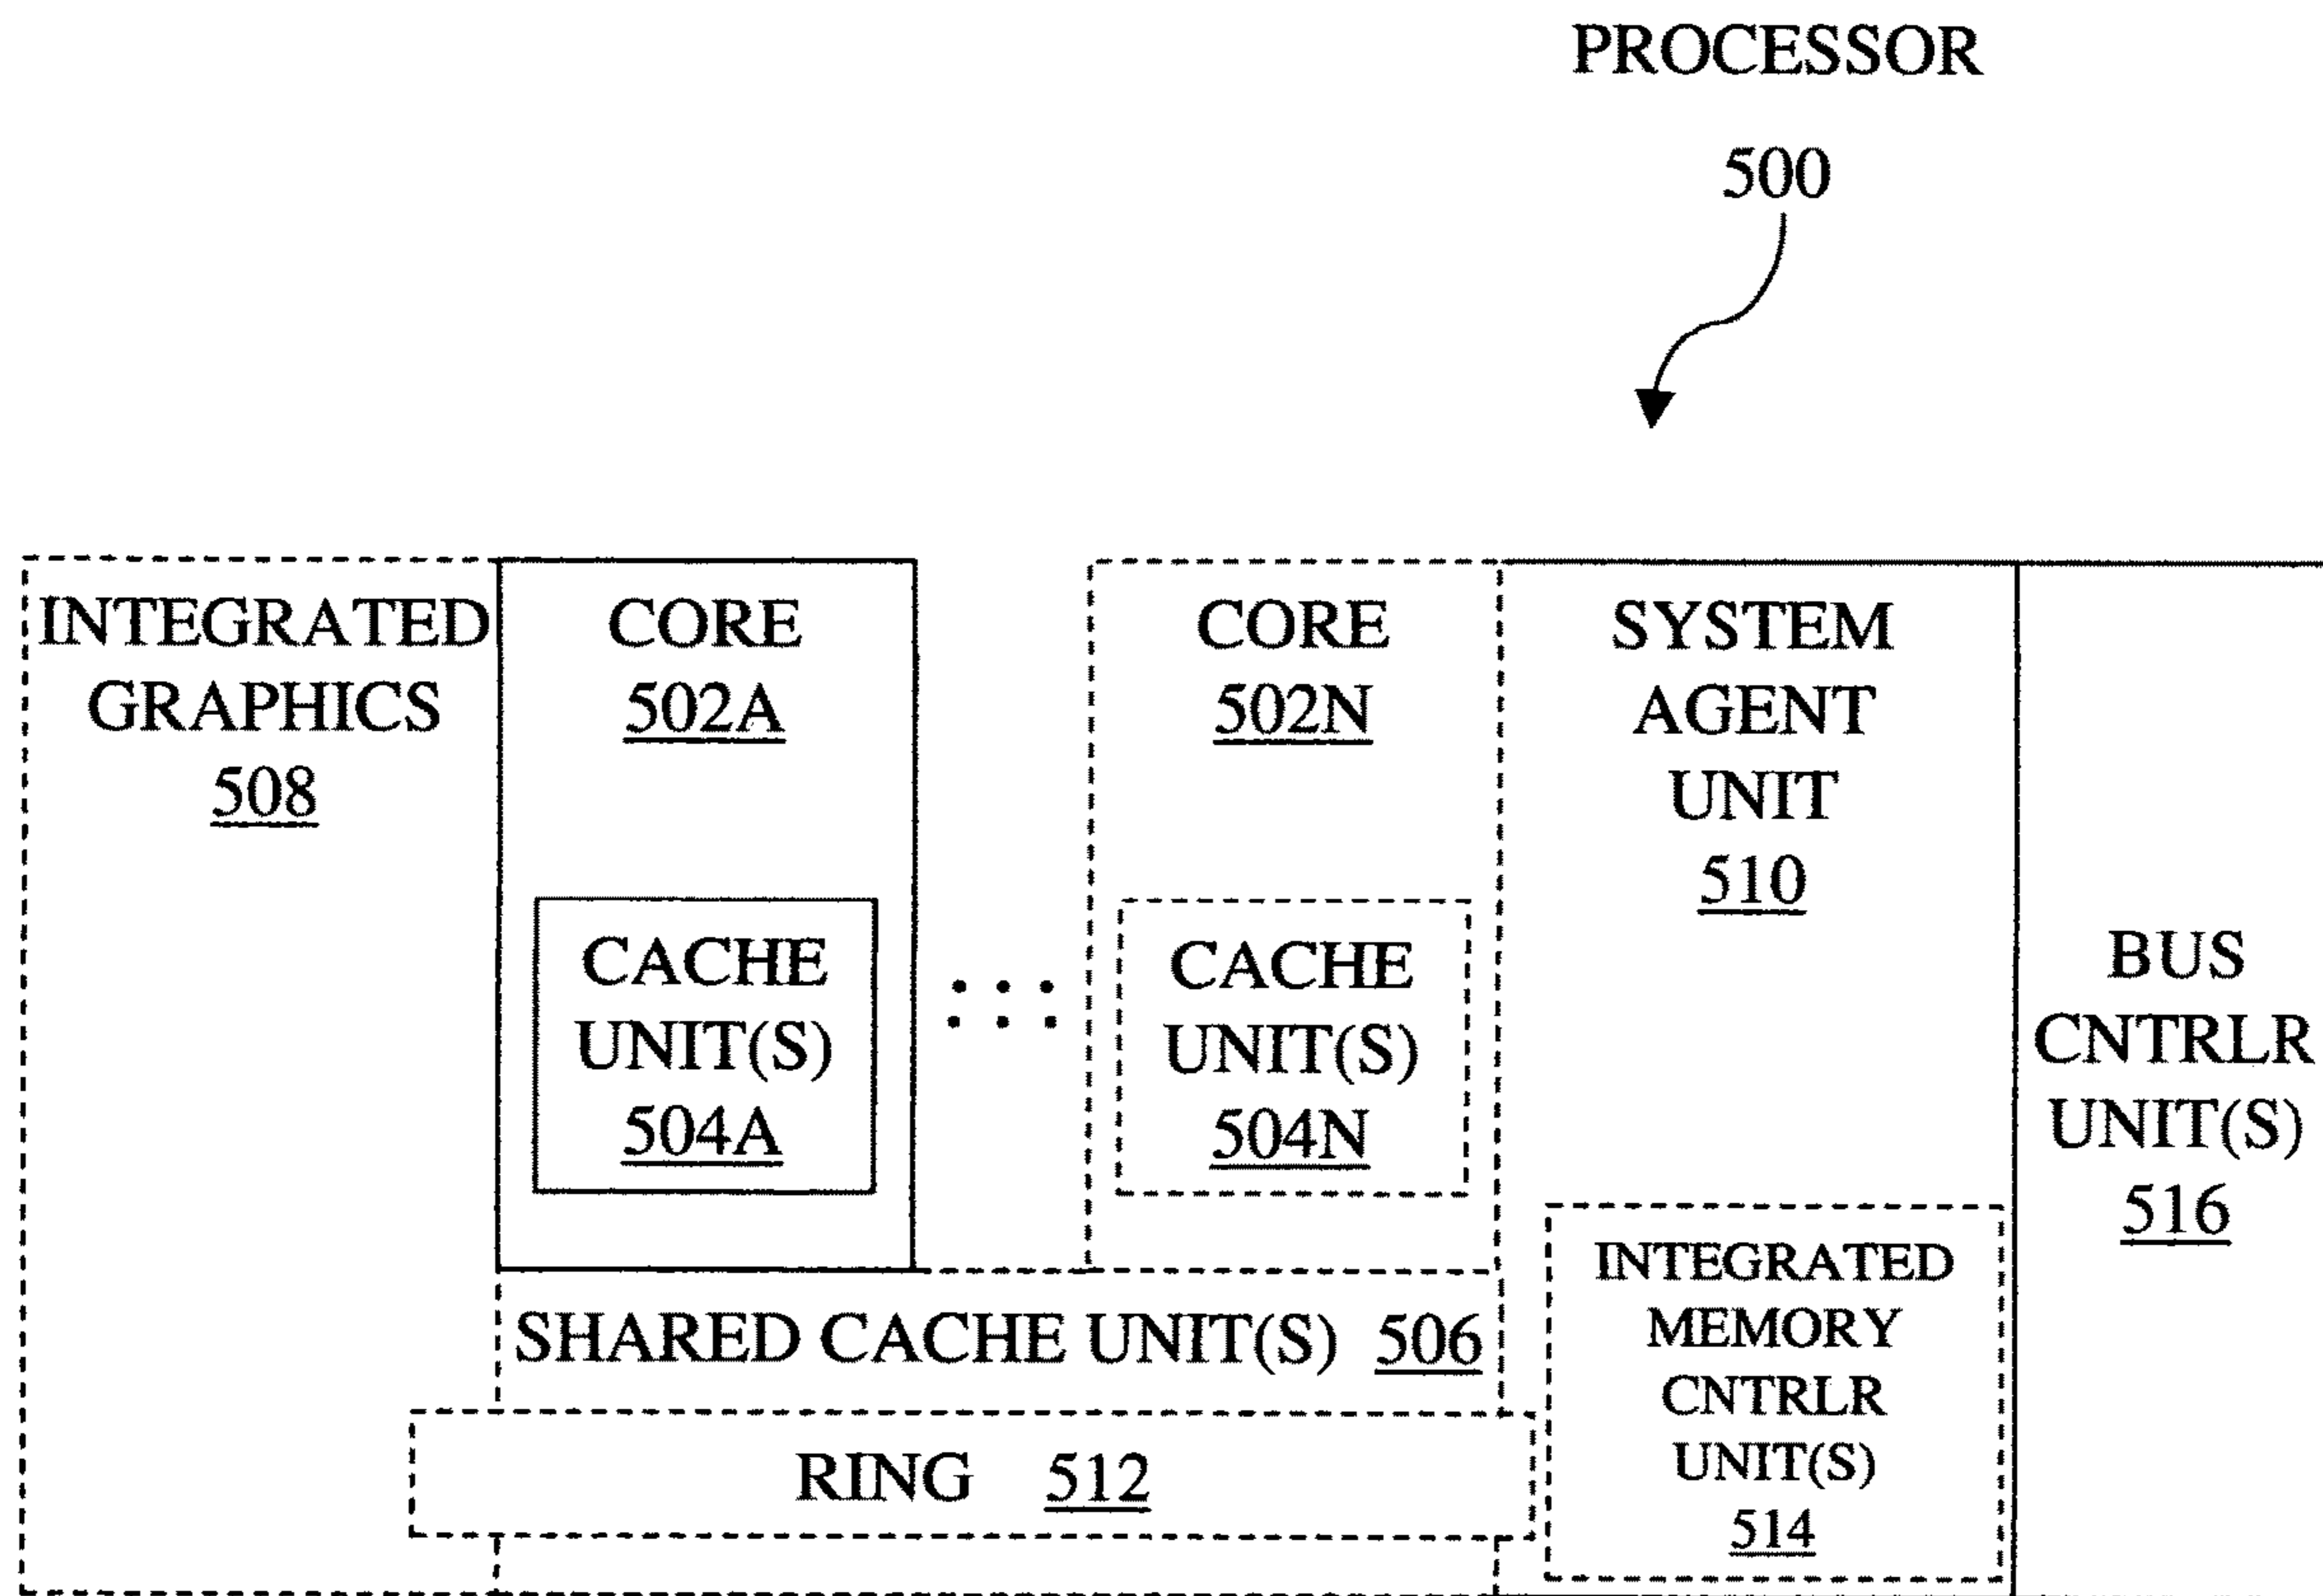 PROCESSOR
500
INTEGRATED
GRAPHICS
508
CORE
502A
CACHE
UNIT(S)
504A
CORE
502N
CACHE
UNIT(S)
504N
SYSTEM
AGENT
UNIT
510
BUS
CNTRLR
UNIT(S)
516
SHARED CACHE UNIT(S) 506
RING 512
INTEGRATED
MEMORY
CNTRLR
UNIT(S)
514